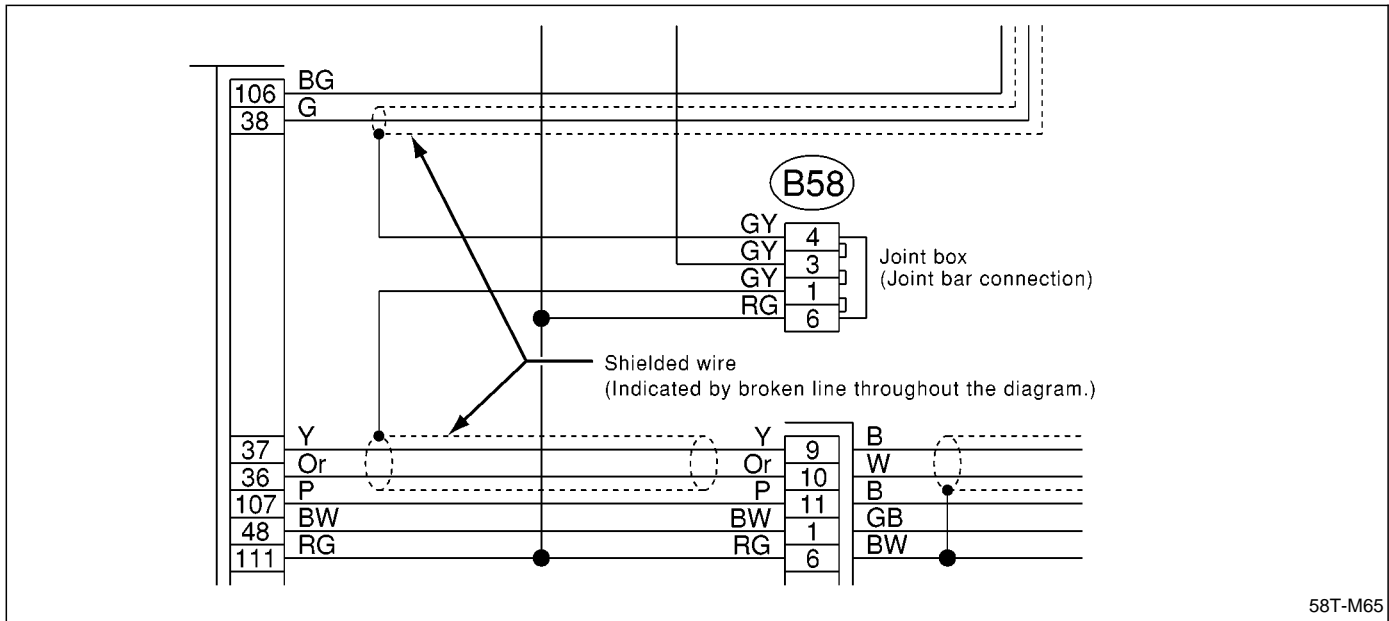 106 BG
38 G
B58
GY 4
GY 3
GY 1
RG 6
Joint box
(Joint bar connection)
Shielded wire
(Indicated by broken line throughout the diagram.)
37 Y Y 9 B
36 Or Or 10 W
107 P P 11 B
48 BW BW 1 GB
111 RG RG 6 BW
58T-M65